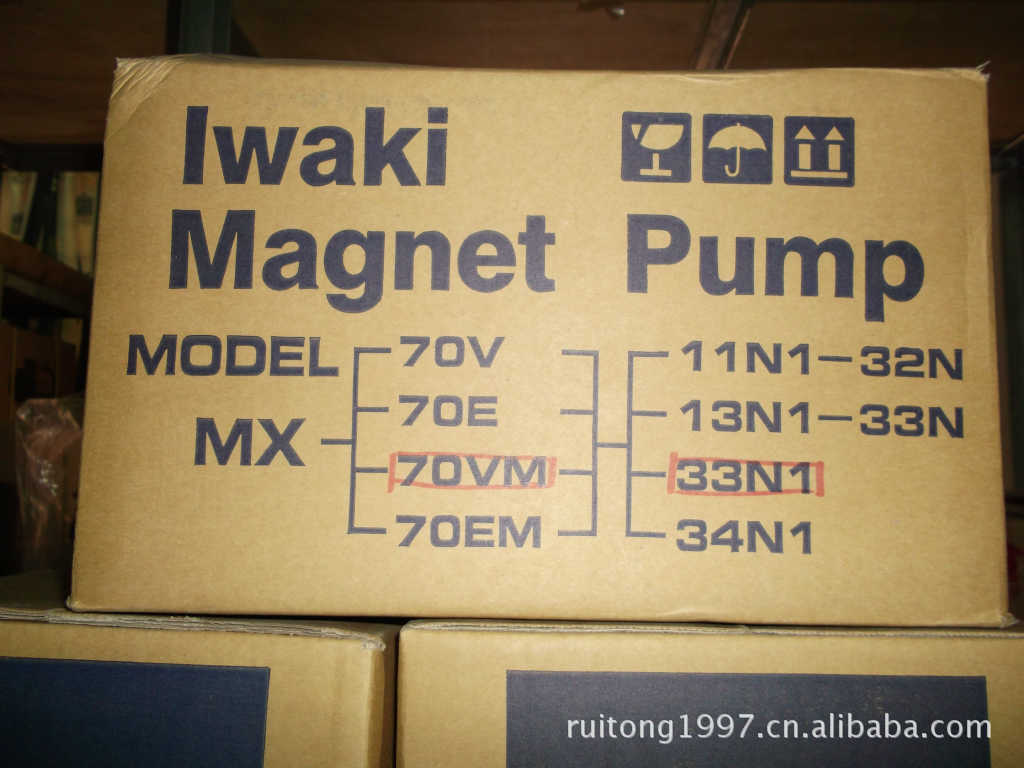 Iwaki
Magnet Pump
MODEL
MX
70V
70E
70VM
70EM
11N1-32N
13N1-33N
33N1
34N1
ruitong1997.cn.alibaba.com